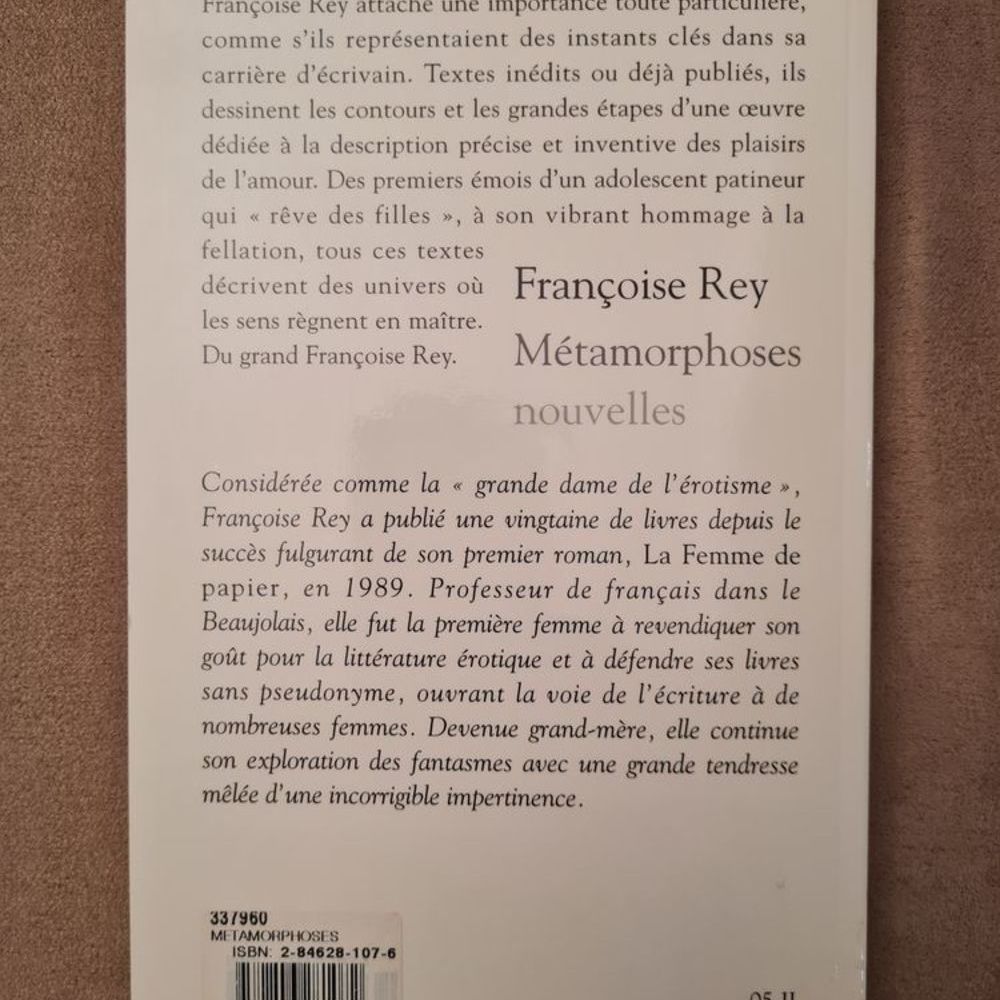 Françoise Rey attache une importance toute particulière,
comme s'ils représentaient des instants clés dans sa
carrière d'écrivain. Textes inédits ou déjà publiés, ils
dessinent les contours et les grandes étapes d'une œuvre
dédiée à la description précise et inventive des plaisirs
de l'amour. Des premiers émois d'un adolescent patineur
qui « rêve des filles », à son vibrant hommage à la
fellation, tous ces textes
décrivent des univers où
les sens règnent en maître.
Du grand Françoise Rey.
Françoise Rey
Métamorphoses
nouvelles
Considérée comme la « grande dame de l'érotisme »,
Françoise Rey a publié une vingtaine de livres depuis le
succès fulgurant de son premier roman, La Femme de
papier, en 1989. Professeur de français dans le
Beaujolais, elle fut la première femme à revendiquer son
goût pour la littérature érotique et à défendre ses livres
sans pseudonyme, ouvrant la voie de l'écriture à de
nombreuses femmes. Devenue grand-mère, elle continue
son exploration des fantasmes avec une grande tendresse
mêlée d'une incorrigible impertinence.
337960
METAMORPHOSES
ISBN: 2-84628-107-6